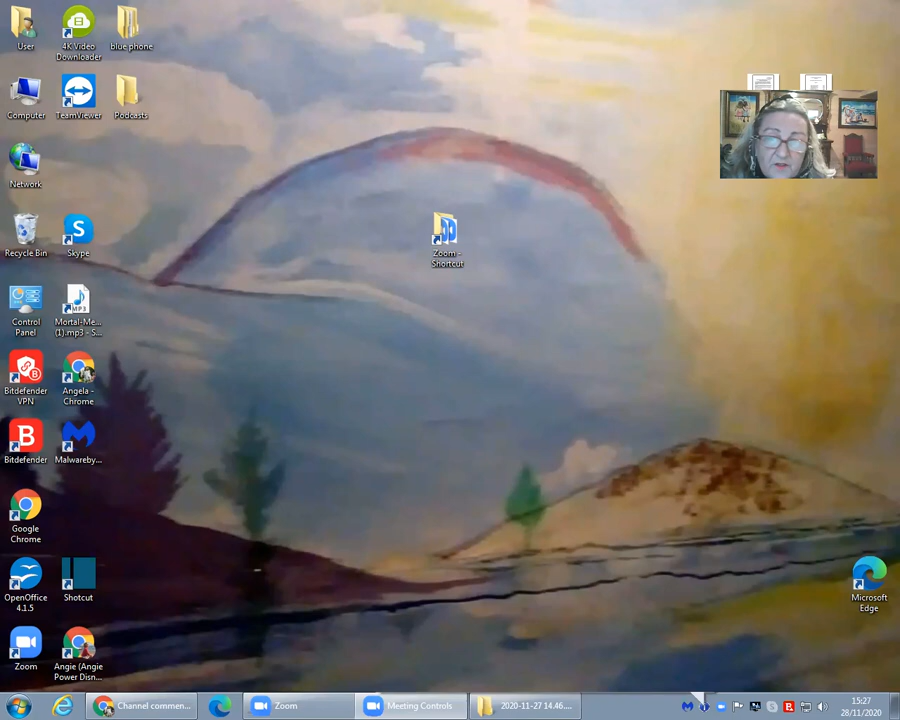 User
4K Video
Downloader
blue phone
Computer
TeamViewer
Podcasts
Network
Recycle Bin
Skype
Zoom -
Shortcut
Control
Panel
Mortal-Me...
(1).mp3 - S...
MP3
Bitdefender
VPN
Angela -
Chrome
B
Bitdefender
Malwareby...
Google
Chrome
OpenOffice
4.1.5
Shotcut
Microsoft
Edge
Zoom
Angie (Angie
Power Disn...
Channel commen...
Zoom
Meeting Controls
2020-11-27 14.46....
15:27
28/11/2020